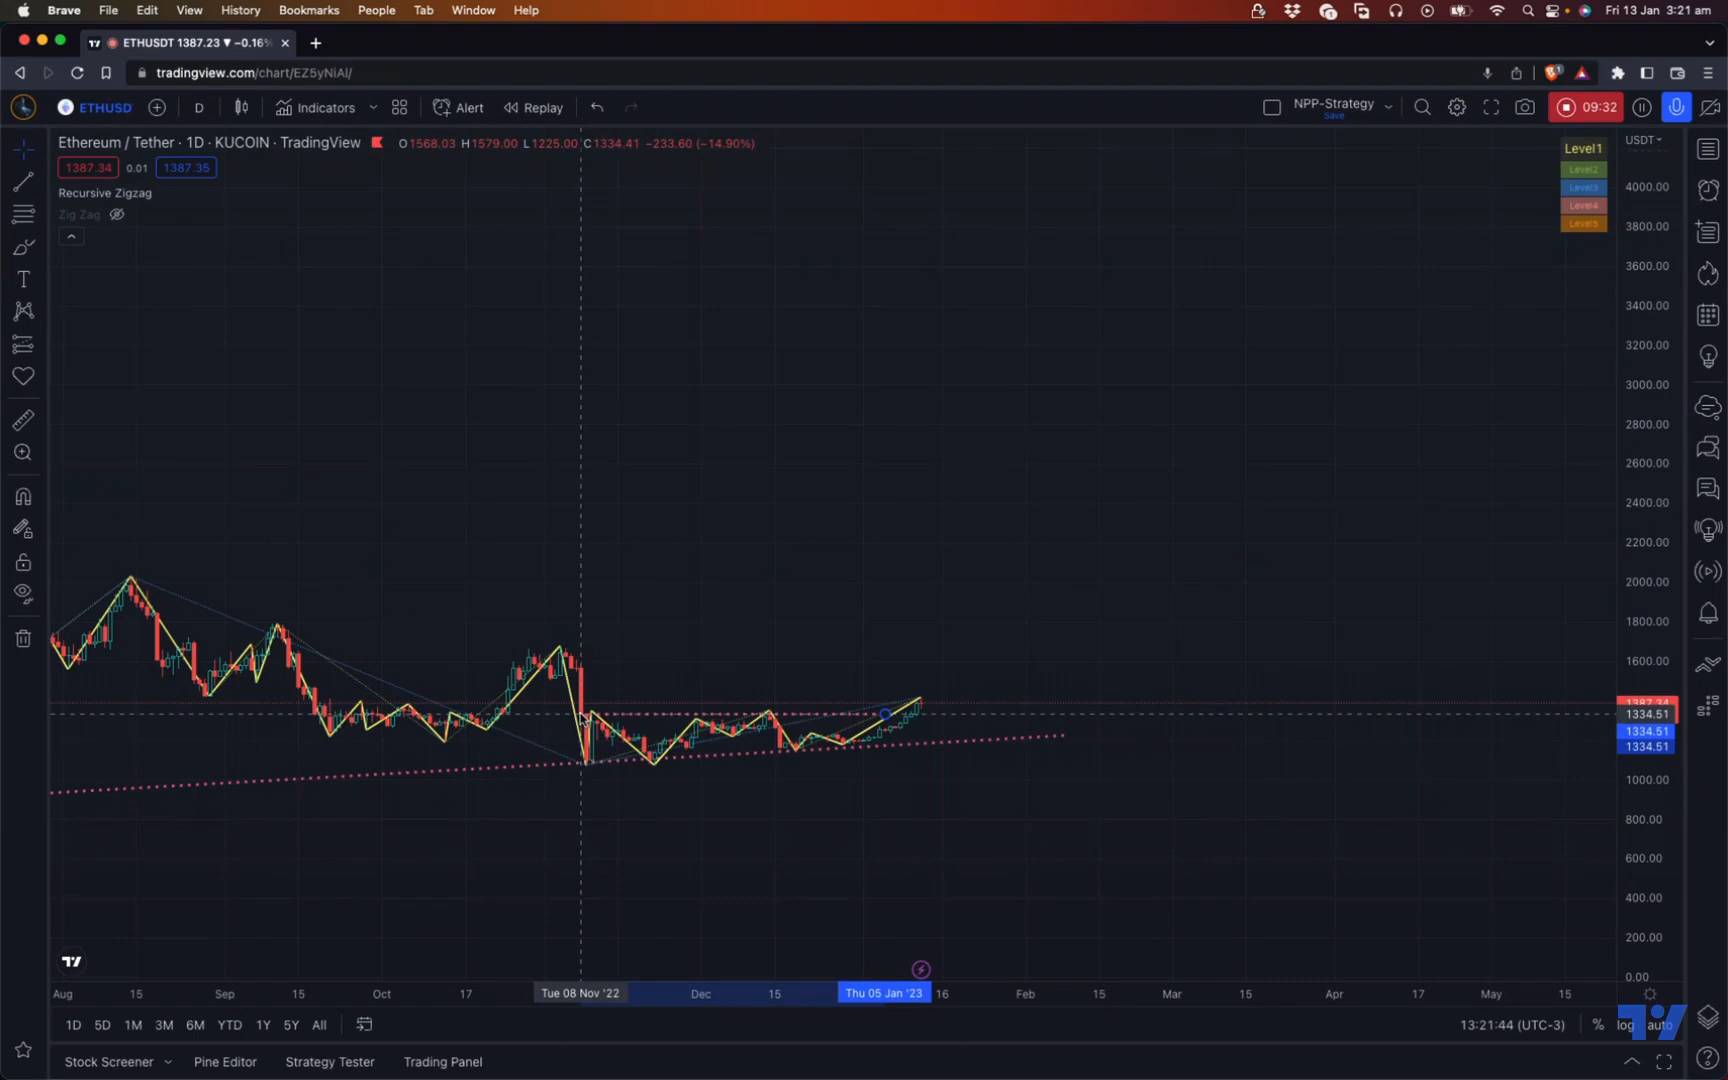 Brave File Edit View History Bookmarks People Tab Window Help
Fri 13 Jan 3:21 am
ETHUSDT 1387.23 ▼ −0.16%
tradingview.com/chart/EZ5yNiAI/
ETHUSD D Indicators Alert Replay NPP-Strategy 09:32
Save
Ethereum / Tether · 1D · KUCOIN · TradingView O1568.03 H1579.00 L1225.00 C1334.41 −233.60 (−14.90%)
USDT
1387.34 0.01 1387.35
Recursive Zigzag
Zig Zag
Level1
Level2
Level3
Level4
Level5
4000.00
3800.00
3600.00
3400.00
3200.00
3000.00
2800.00
2600.00
2400.00
2200.00
2000.00
1800.00
1600.00
1387.34
1334.51
1334.51
1334.51
1000.00
800.00
600.00
400.00
200.00
0.00
Aug 15 Sep 15 Oct 17 Tue 08 Nov '22 Dec 15 Thu 05 Jan '23 16 Feb 15 Mar 15 Apr 17 May 15
1D 5D 1M 3M 6M YTD 1Y 5Y All
13:21:44 (UTC-3) % log auto
Stock Screener Pine Editor Strategy Tester Trading Panel